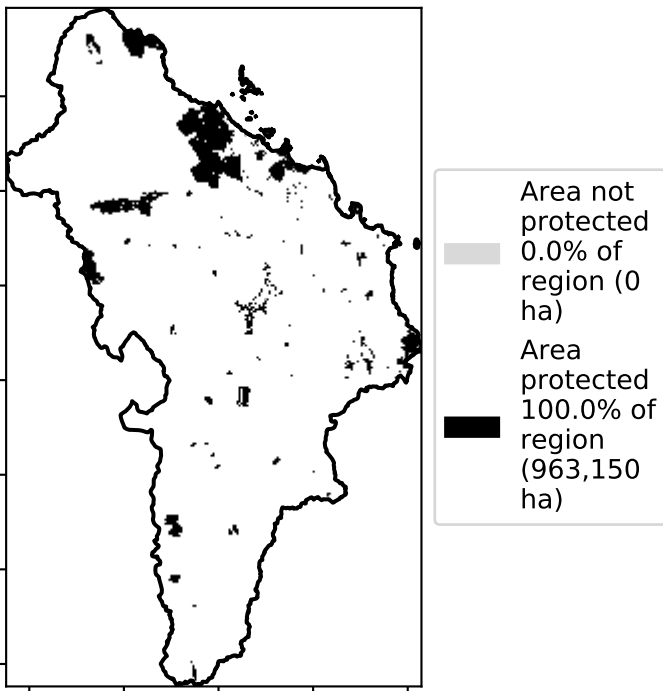 Area not
protected
0.0% of
region (0
ha)
Area
protected
100.0% of
region
(963,150
ha)